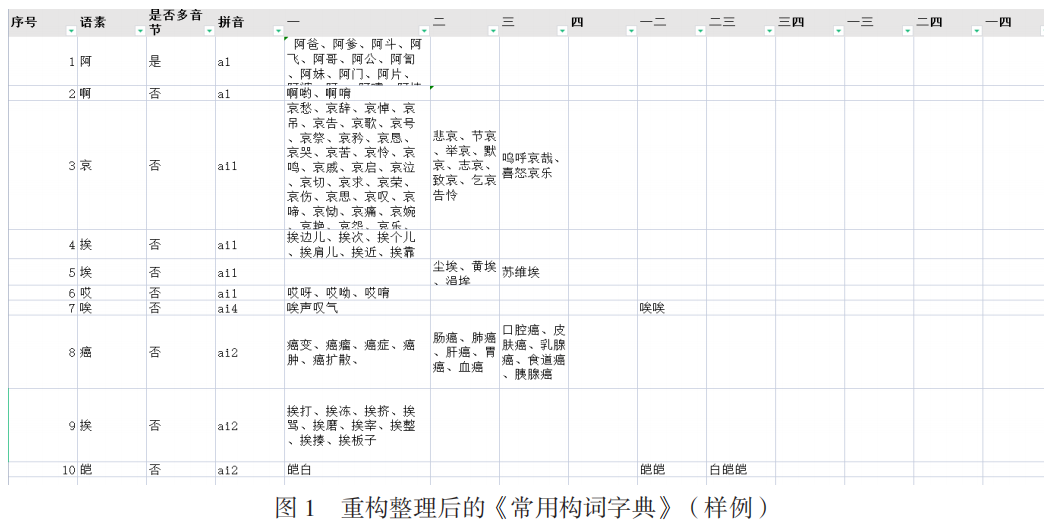 序号 语素 是否多音节 拼音 一 二 三 四 一二 二三 三四 一三 二四 一四
1 阿 是 a1 阿爸、阿爹、阿斗、阿
飞、阿哥、阿公、阿訇
、阿妹、阿门、阿片、
2 啊 否 a1 啊哟、啊唷
3 哀 否 ai1
哀愁、哀辞、哀悼、哀
吊、哀告、哀歌、哀号
、哀祭、哀矜、哀恳、
哀哭、哀苦、哀怜、哀
鸣、哀戚、哀启、哀泣
、哀切、哀求、哀荣、
哀伤、哀思、哀叹、哀
啼、哀恸、哀痛、哀婉
、哀艳、哀怨、哀乐、
悲哀、节哀
、举哀、默
哀、志哀、
致哀、乞哀
告怜
呜呼哀哉、
喜怒哀乐
4 挨 否 ai1 挨边儿、挨次、挨个儿
、挨肩儿、挨近、挨靠
5 埃 否 ai1
尘埃、黄埃
、涓埃
苏维埃
6 哎 否 ai1 哎呀、哎呦、哎唷
7 唉 否 ai4 唉声叹气 唉唉
8 癌 否 ai2
癌变、癌瘤、癌症、癌
肿、癌扩散、
肠癌、肺癌
、肝癌、胃
癌、血癌
口腔癌、皮
肤癌、乳腺
癌、食道癌
、胰腺癌
9 挨 否 ai2
挨打、挨冻、挨挤、挨
骂、挨磨、挨宰、挨整
、挨揍、挨板子
10 皑 否 ai2 皑白 皑皑 白皑皑
图 1 重构整理后的《常用构词字典》（样例）